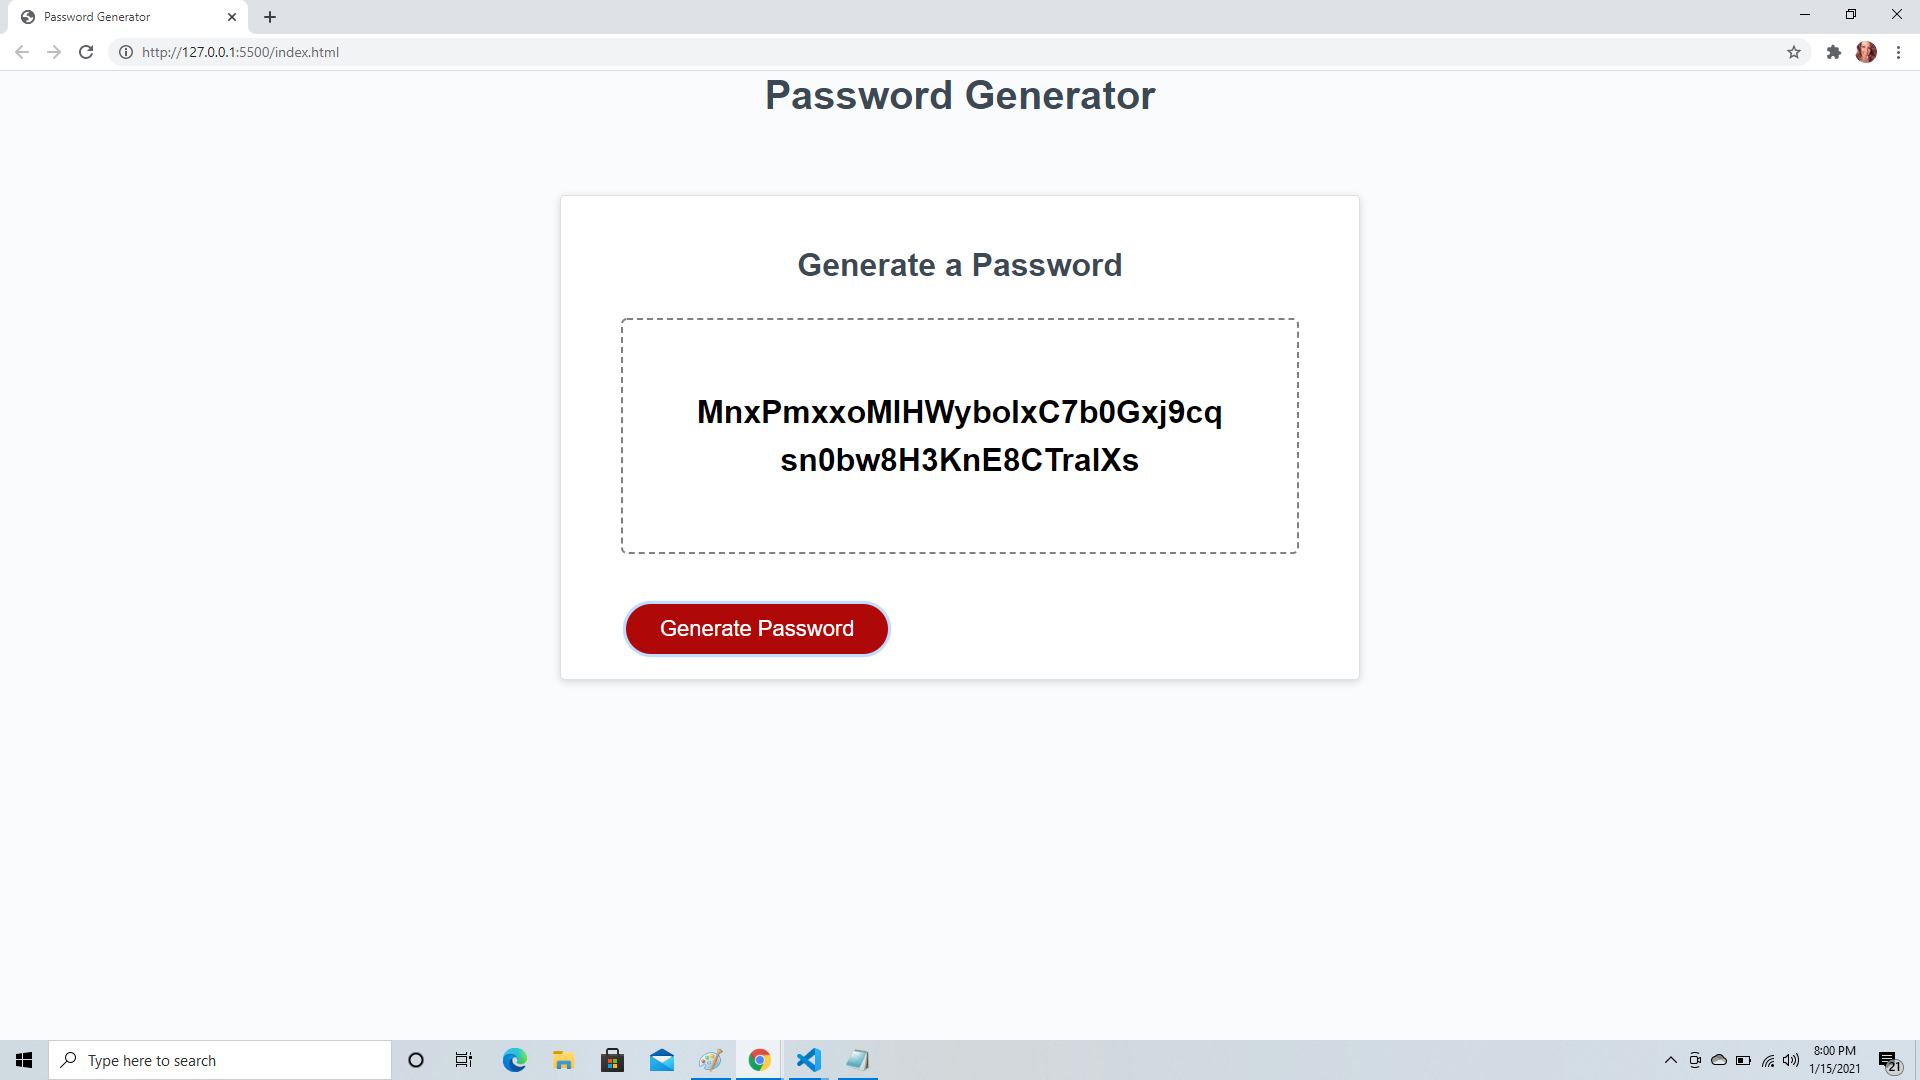 Password Generator
http://127.0.0.1:5500/index.html
Password Generator
Generate a Password
MnxPmxxoMlHWybolxC7b0Gxj9cq
sn0bw8H3KnE8CTralXs
Generate Password
Type here to search
8:00 PM
1/15/2021
21